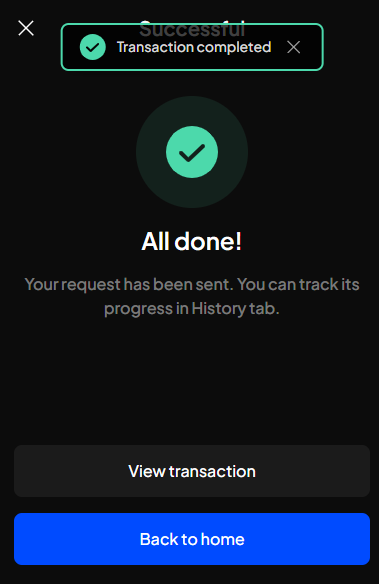 Successful
Transaction completed
All done!
Your request has been sent. You can track its
progress in History tab.
View transaction
Back to home